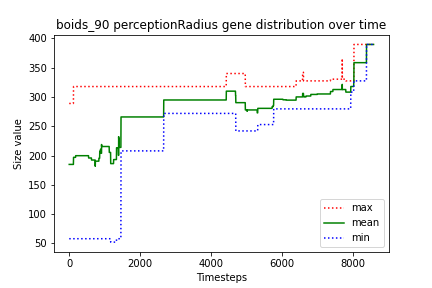 boids_90 perceptionRadius gene distribution over time
Size value
400
350
300
250
200
150
100
50
0
2000
4000
6000
8000
Timesteps
max
mean
min